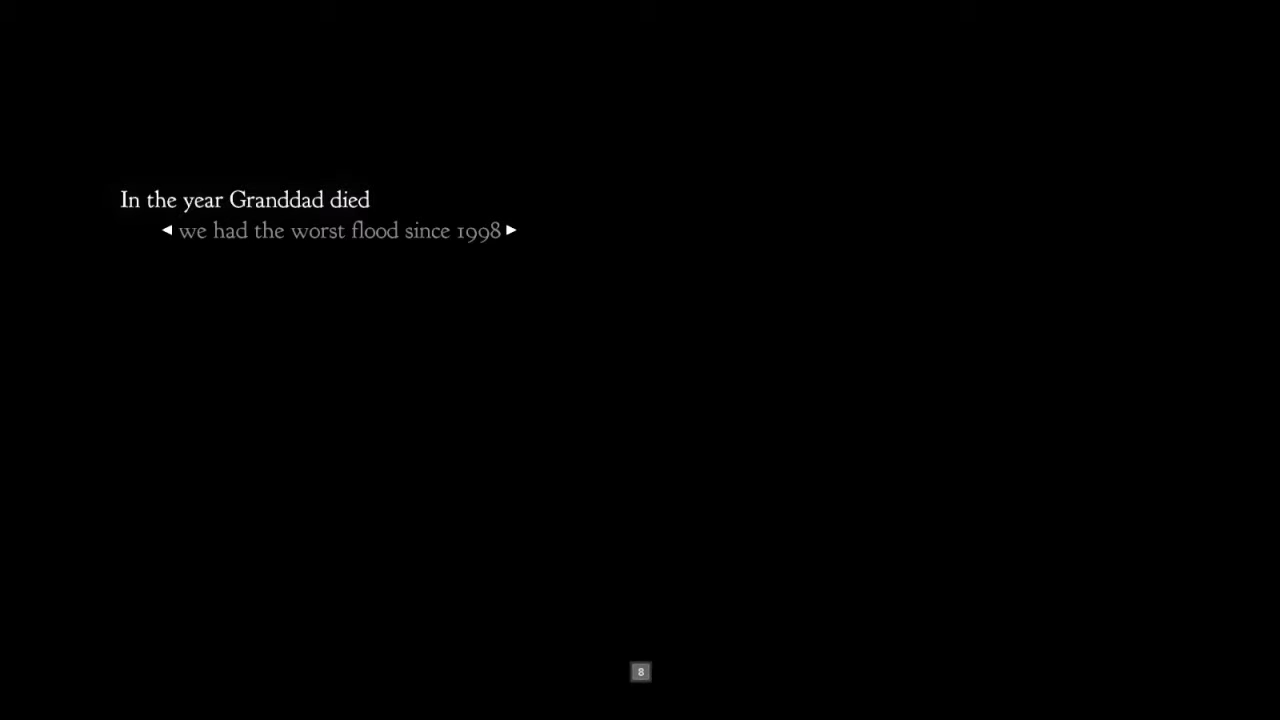 In the year Granddad died
◄ we had the worst flood since 1998 ►
8